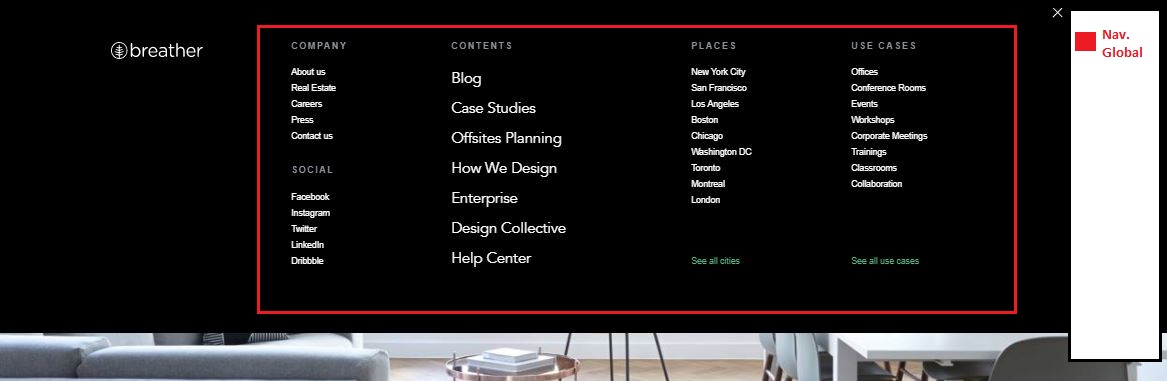 breather
COMPANY
About us
Real Estate
Careers
Press
Contact us
SOCIAL
Facebook
Instagram
Twitter
LinkedIn
Dribbble
CONTENTS
Blog
Case Studies
Offsites Planning
How We Design
Enterprise
Design Collective
Help Center
PLACES
New York City
San Francisco
Los Angeles
Boston
Chicago
Washington DC
Toronto
Montreal
London
See all cities
USE CASES
Offices
Conference Rooms
Events
Workshops
Corporate Meetings
Trainings
Classrooms
Collaboration
See all use cases
Nav.
Global